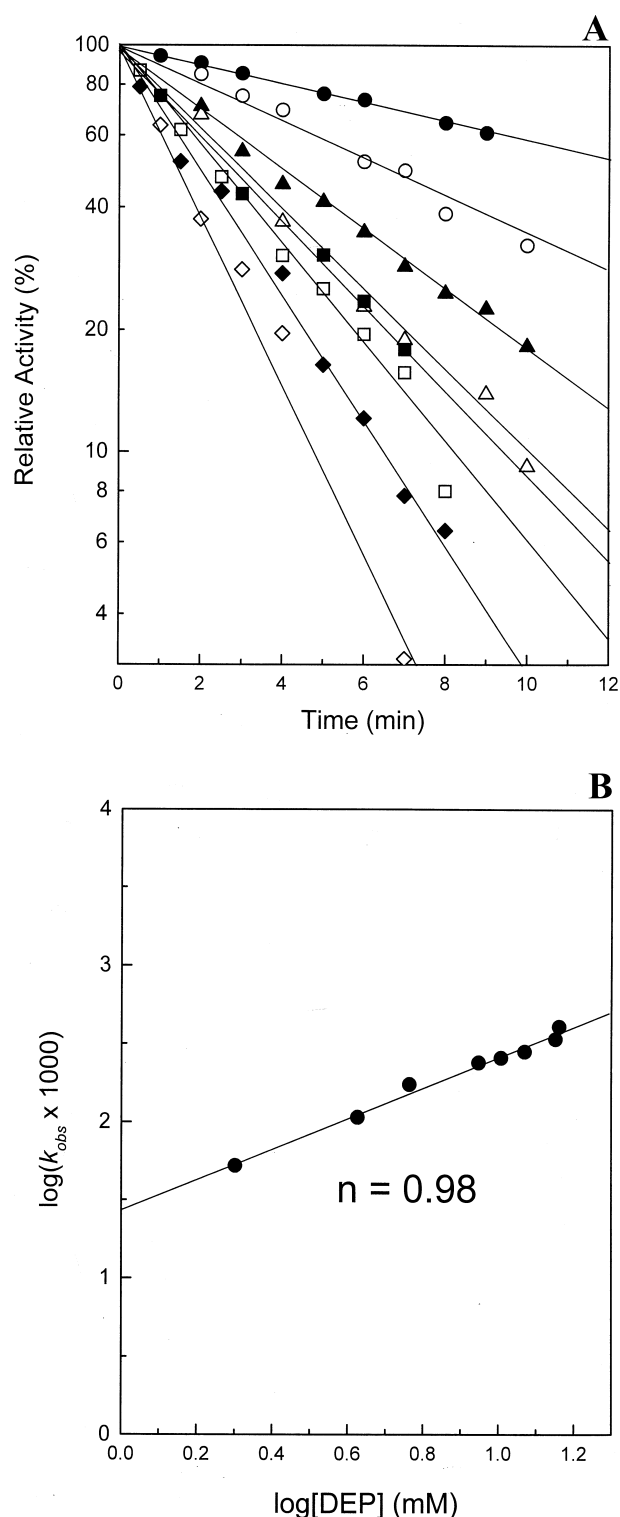 A
100
80
60
40
20
10
8
6
4
Relative Activity (%)
0 2 4 6 8 10 12
Time (min)
B
4
3
2
1
0
log(kobs x 1000)
n = 0.98
0.0 0.2 0.4 0.6 0.8 1.0 1.2
log[DEP] (mM)